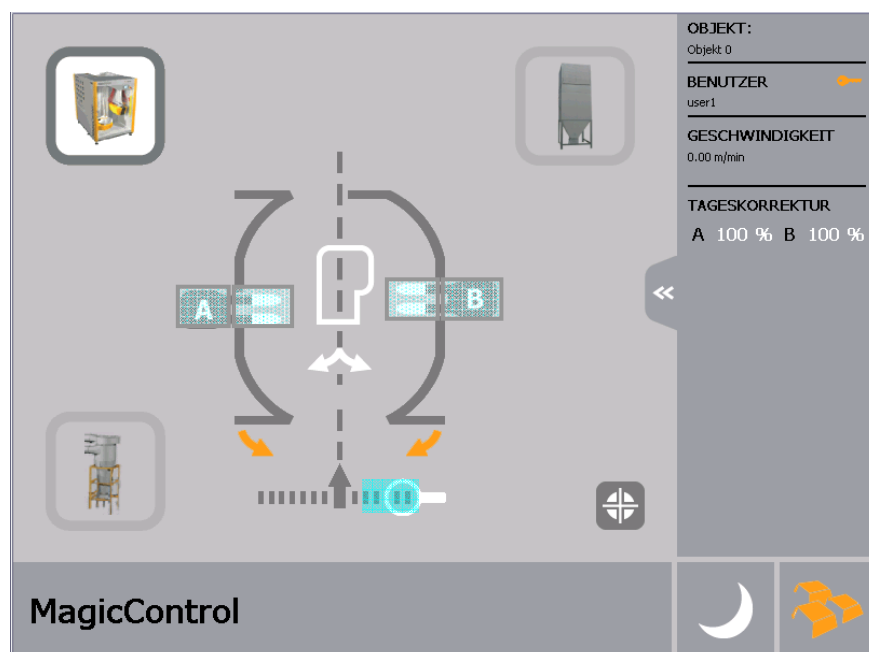 OBJEKT:
Objekt 0
BENUTZER
user1
GESCHWINDIGKEIT
0.00 m/min
TAGESKORREKTUR
A 100 % B 100 %
A
B
«
MagicControl